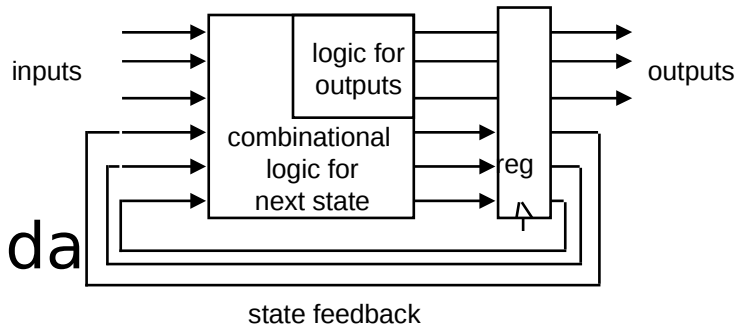 inputs
logic for
outputs
outputs
combinational
logic for
next state
reg
da
state feedback